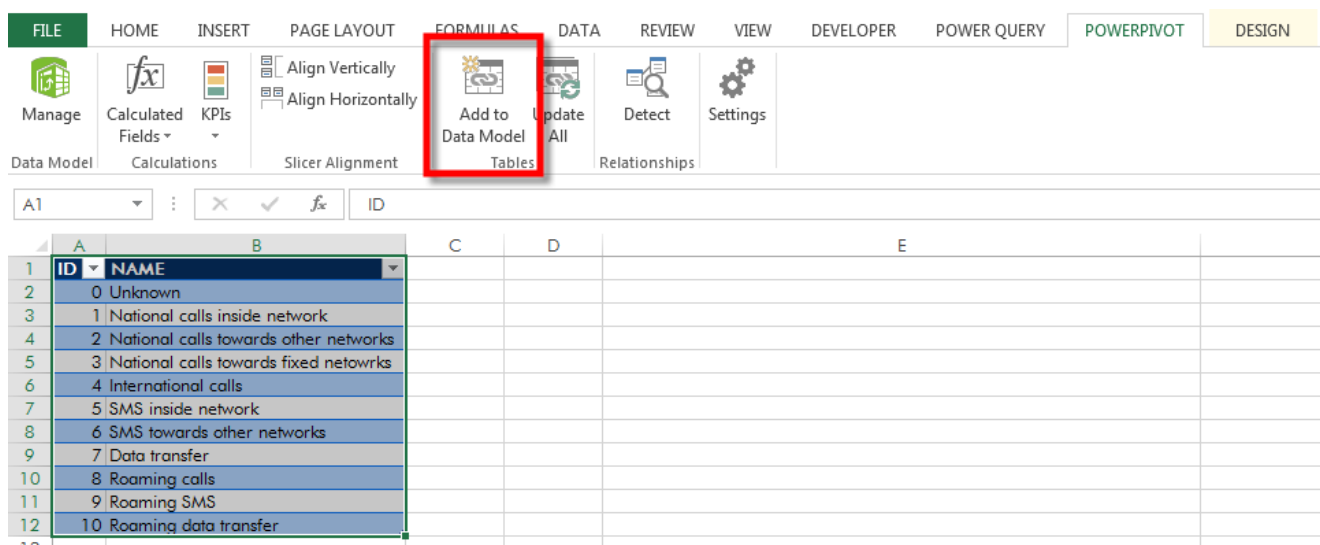 FILE HOME INSERT PAGE LAYOUT FORMULAS DATA REVIEW VIEW DEVELOPER POWER QUERY POWERPIVOT DESIGN
Manage
Calculated
Fields
KPIs
Align Vertically
Align Horizontally
Add to
Data Model
Update
All
Detect
Settings
Data Model Calculations Slicer Alignment Tables Relationships
A1 fx ID
A B C D E
1 ID NAME
2 0 Unknown
3 1 National calls inside network
4 2 National calls towards other networks
5 3 National calls towards fixed netowrks
6 4 International calls
7 5 SMS inside network
8 6 SMS towards other networks
9 7 Data transfer
10 8 Roaming calls
11 9 Roaming SMS
12 10 Roaming data transfer